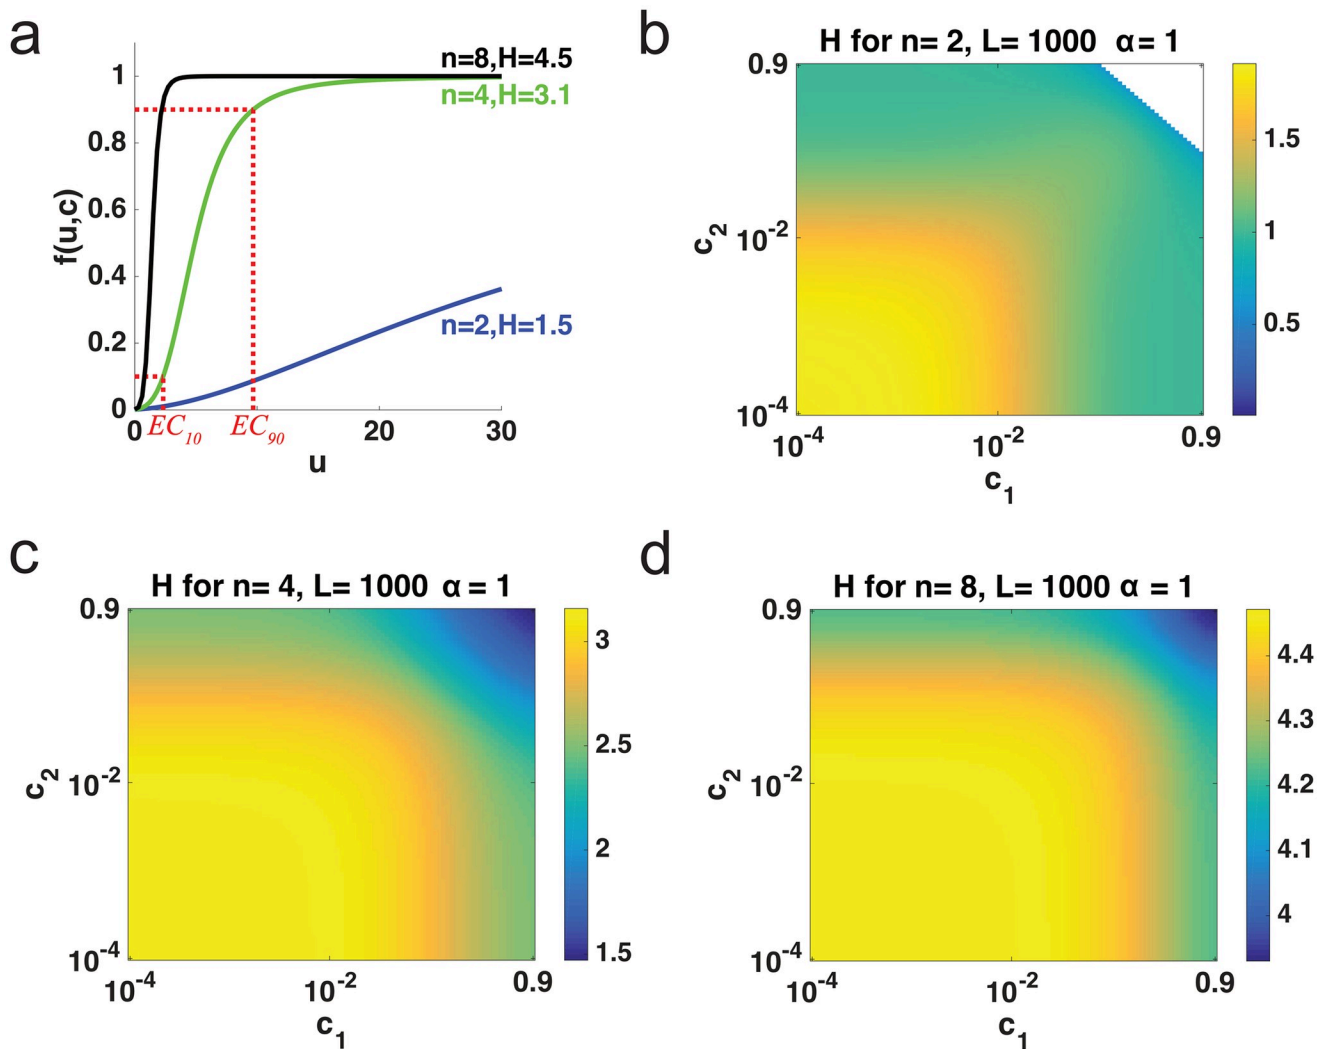 a
n=8,H=4.5
n=4,H=3.1
n=2,H=1.5
f(u,c)
1
0.8
0.6
0.4
0.2
0
0 EC10 EC90 20 30
u
b
H for n= 2, L= 1000 α = 1
0.9
10-2
10-4
c2
10-4 10-2 0.9
c1
1.5
1
0.5
c
H for n= 4, L= 1000 α = 1
0.9
10-2
10-4
c2
10-4 10-2 0.9
c1
3
2.5
2
1.5
d
H for n= 8, L= 1000 α = 1
0.9
10-2
10-4
c2
10-4 10-2 0.9
c1
4.4
4.3
4.2
4.1
4